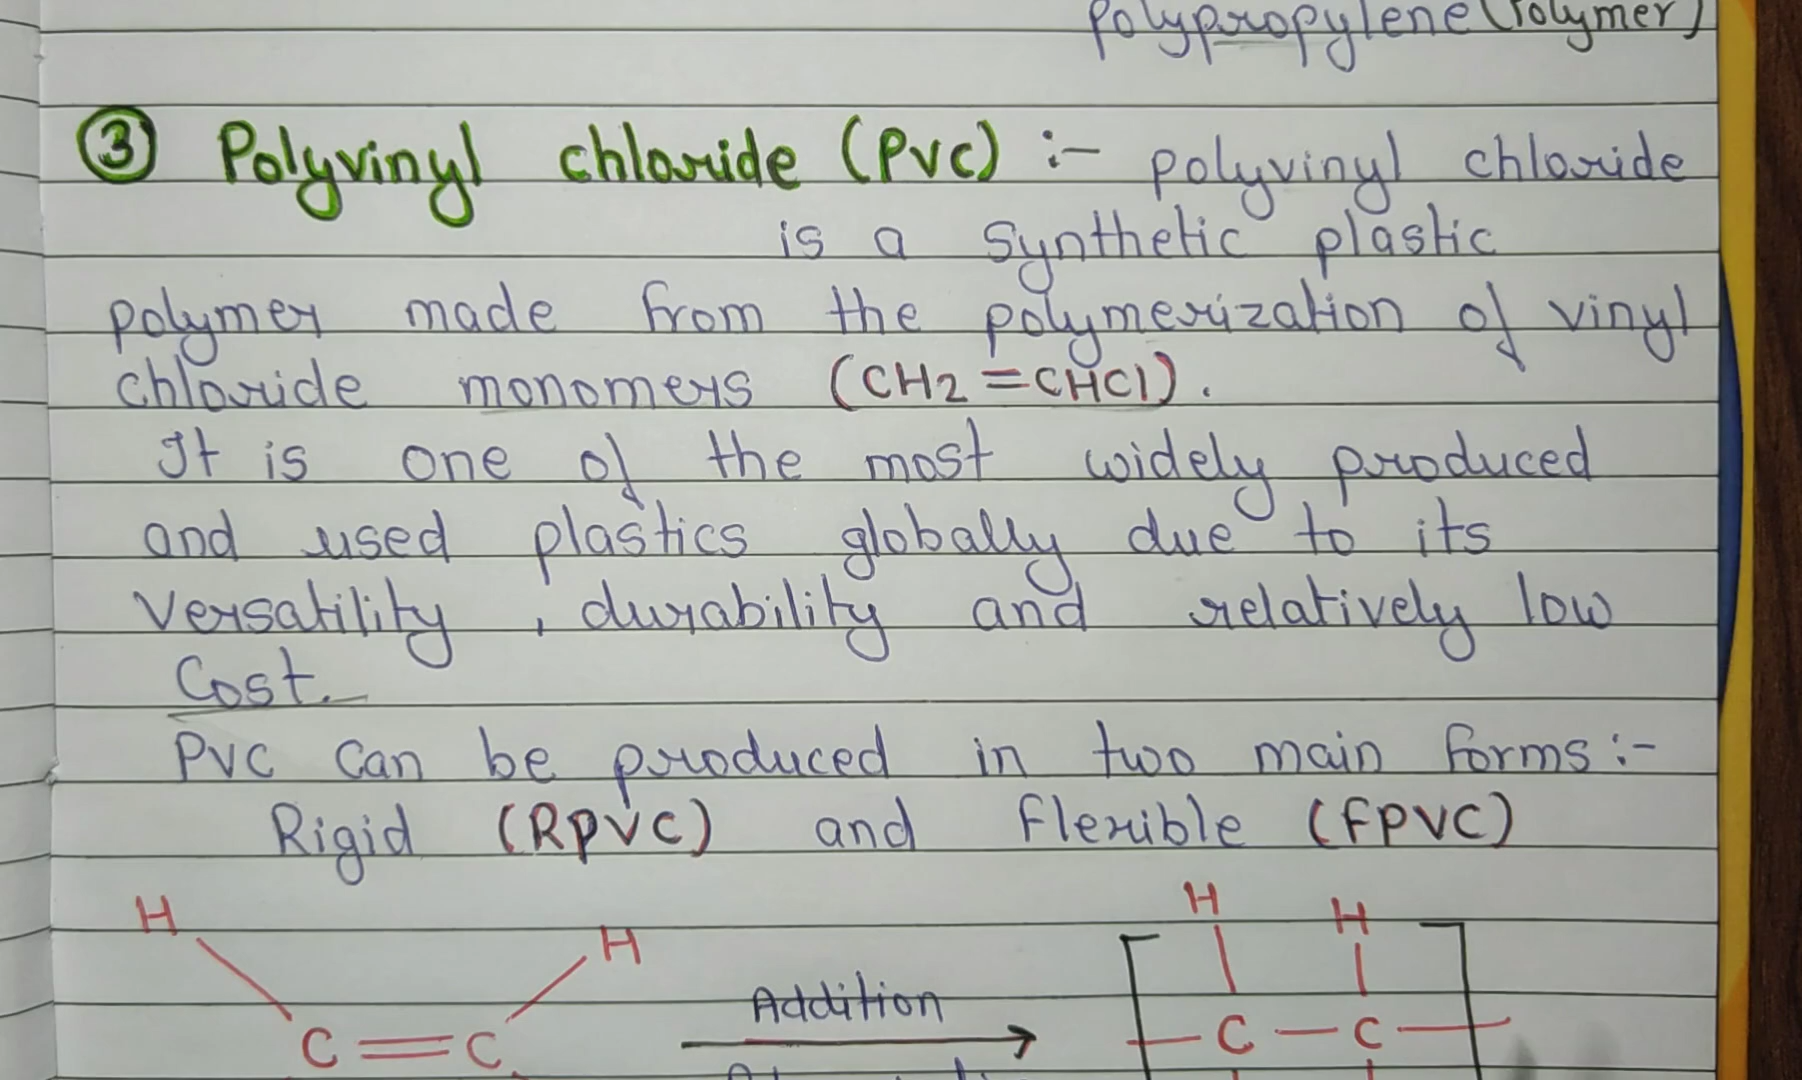 polypropylene (Polymer)
③ Polyvinyl chloride (PVC) :- polyvinyl chloride
is a synthetic plastic
polymer made from the polymerization of vinyl
chloride monomers (CH2=CHCl).
It is one of the most widely produced
and used plastics globally due to its
versatility, durability and relatively low
Cost.
PVC can be produced in two main forms:-
Rigid (RPVC) and Flexible (FPVC)
H H H H
Addition
C = C — C — C —